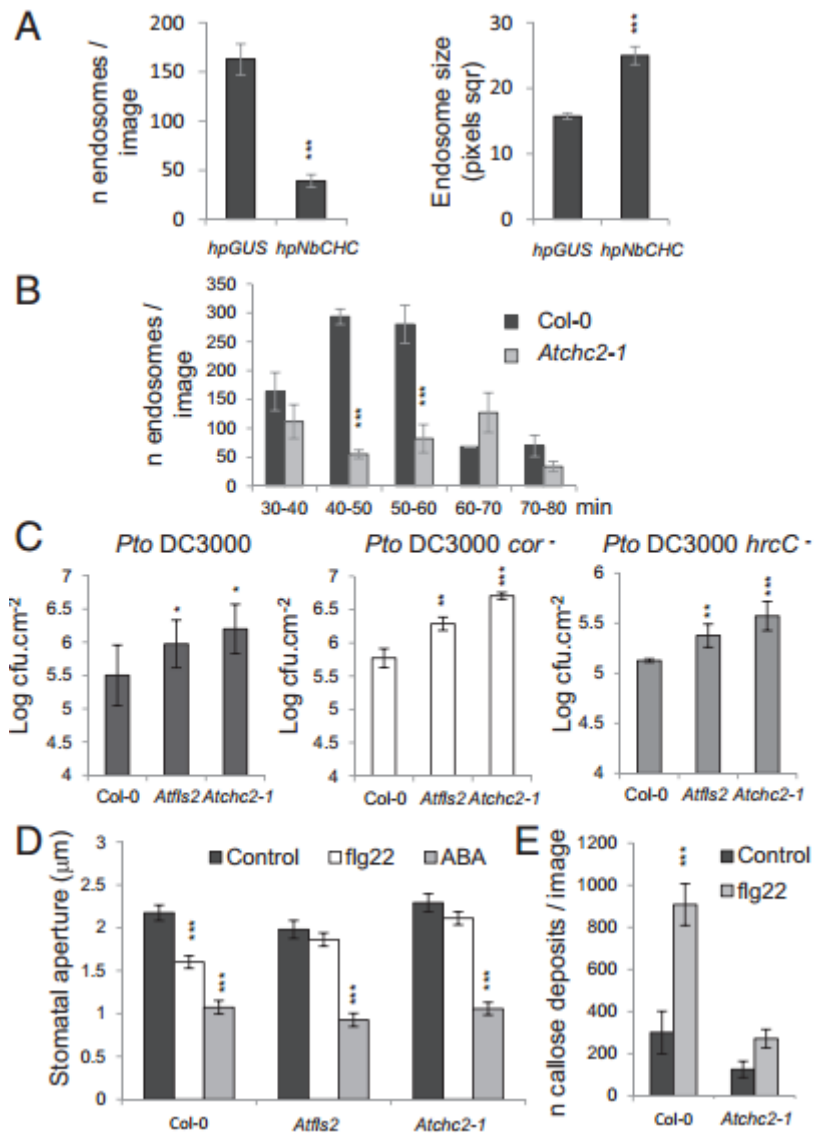 A
n endosomes /
image
200
150
100
50
0
***
hpGUS hpNbCHC
Endosome size
(pixels sqr)
30
20
10
0
***
hpGUS hpNbCHC
B
n endosomes /
image
350
300
250
200
150
100
50
0
***
***
Col-0
Atchc2-1
30-40 40-50 50-60 60-70 70-80 min
C
Pto DC3000
Log cfu.cm-2
7
6.5
6
5.5
5
4.5
4
*
*
Col-0 Atfls2 Atchc2-1
Pto DC3000 cor -
Log cfu.cm-2
7
6.5
6
5.5
5
4.5
4
**
***
Col-0 Atfls2 Atchc2-1
Pto DC3000 hrcC -
Log cfu.cm-2
6
5.5
5
4.5
4
**
***
Col-0 Atfls2 Atchc2-1
D
Stomatal aperture (µm)
3
2.5
2
1.5
1
0.5
0
Control flg22 ABA
***
***
***
***
Col-0 Atfls2 Atchc2-1
E
n callose deposits / image
1200
1000
800
600
400
200
0
***
Control
flg22
Col-0 Atchc2-1